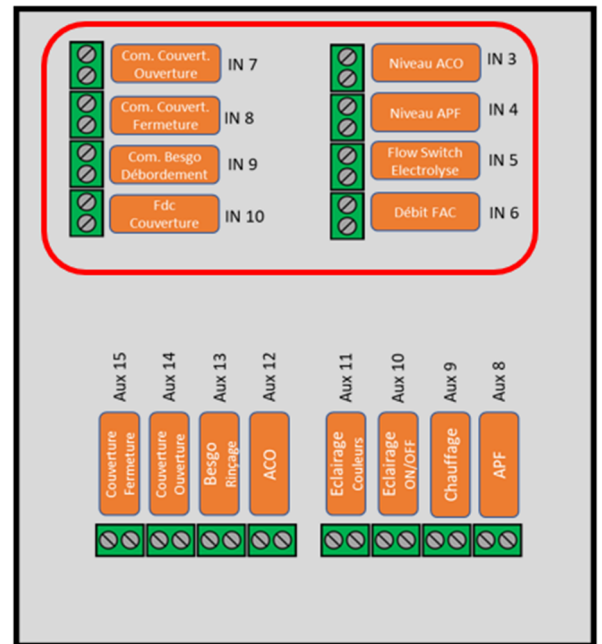 Com. Couvert.
Ouverture
IN 7
Com. Couvert.
Fermeture
IN 8
Com. Besgo
Débordement
IN 9
Fdc
Couverture
IN 10
Niveau ACO
IN 3
Niveau APF
IN 4
Flow Switch
Electrolyse
IN 5
Débit FAC
IN 6
Aux 15
Couverture
Fermeture
Aux 14
Couverture
Ouverture
Aux 13
Besgo
Rinçage
Aux 12
ACO
Aux 11
Eclairage
Couleurs
Aux 10
Eclairage
ON/OFF
Aux 9
Chauffage
Aux 8
APF